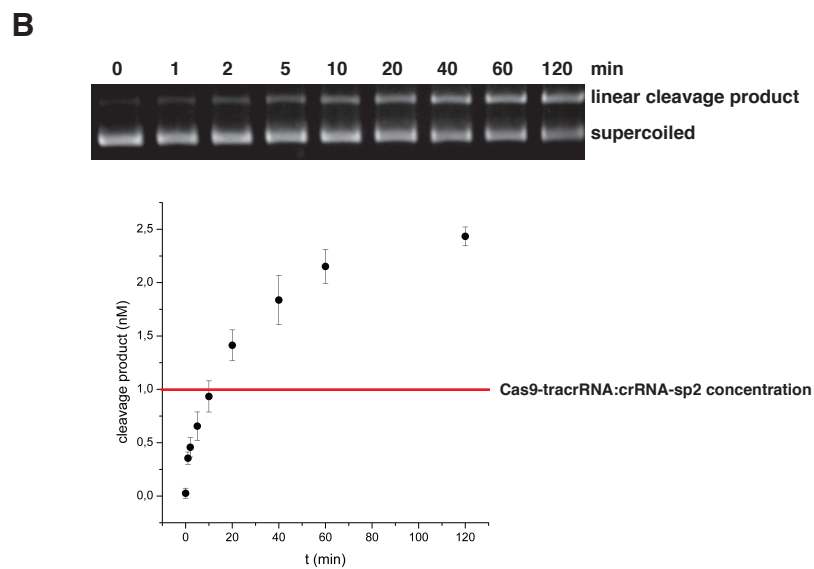 B
0 1 2 5 10 20 40 60 120 min
linear cleavage product
supercoiled
2,5
2,0
1,5
1,0
0,5
0,0
cleavage product (nM)
Cas9-tracrRNA:crRNA-sp2 concentration
0 20 40 60 80 100 120
t (min)